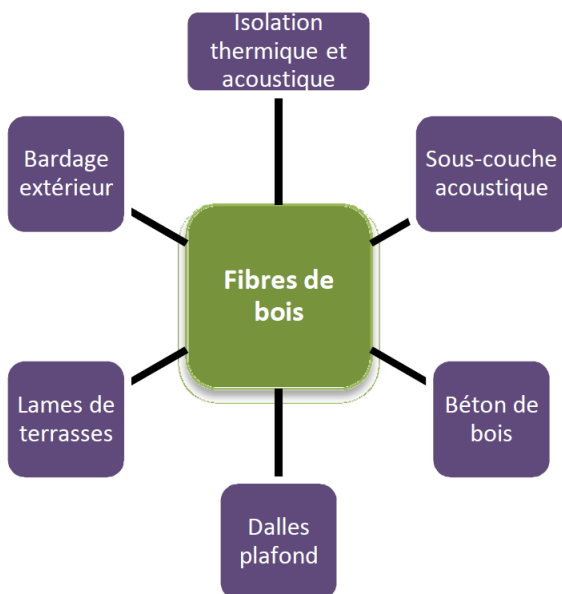 Isolation
thermique et
acoustique
Bardage
extérieur
Sous-couche
acoustique
Fibres de
bois
Lames de
terrasses
Béton de
bois
Dalles
plafond